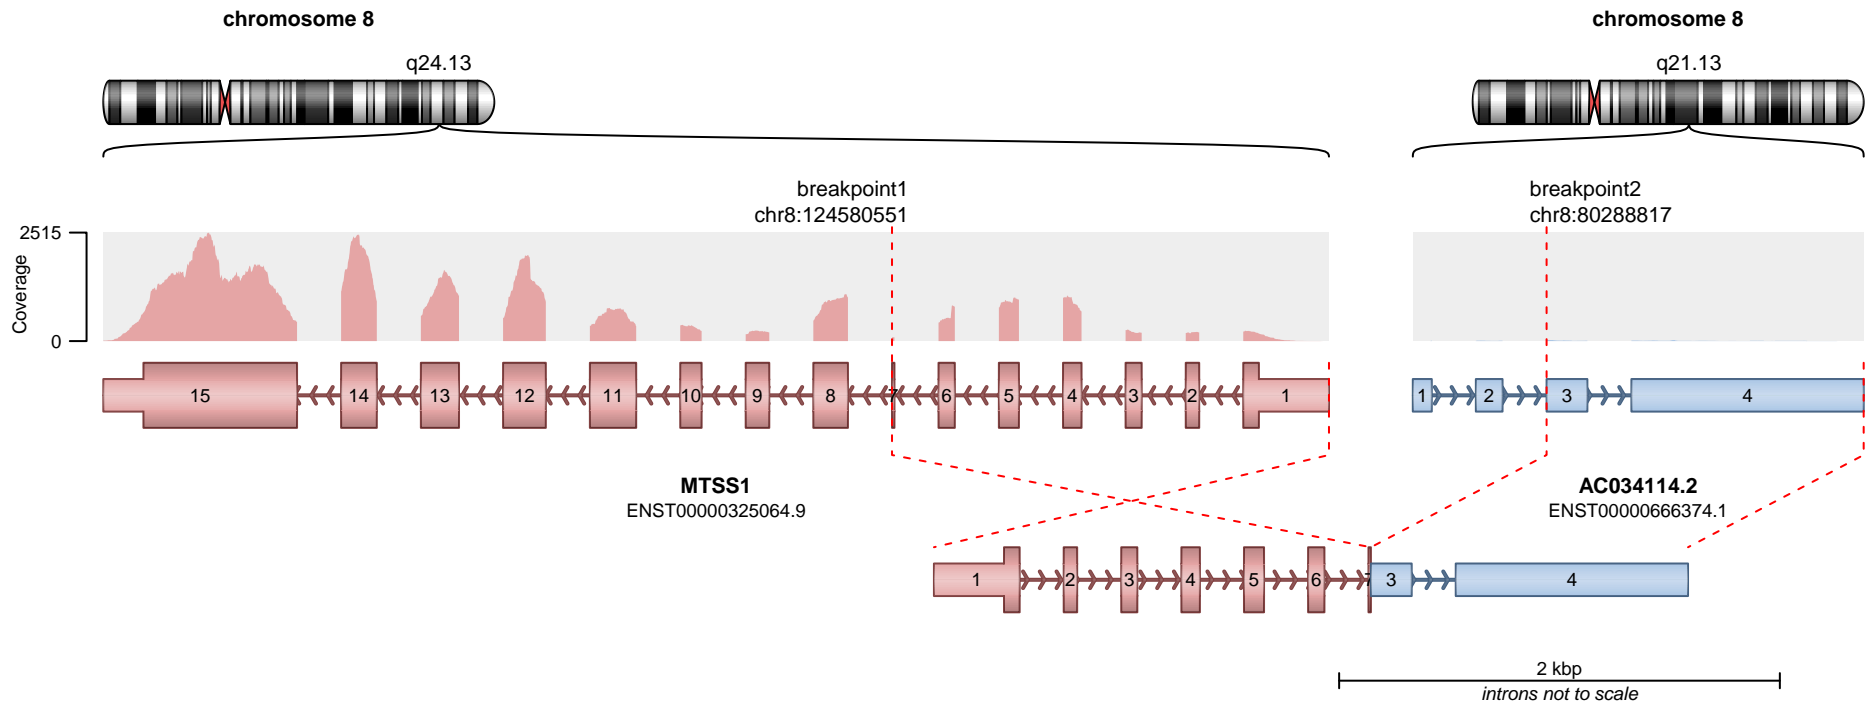 chromosome 8
chromosome 8
q24.13
q21.13
breakpoint1
chr8:124580551
breakpoint2
chr8:80288817
2515
Coverage
0
15 14 13 12 11 10 9 8 7 6 5 4 3 2 1
1 2 3 4
MTSS1
ENST00000325064.9
AC034114.2
ENST00000666374.1
1 2 3 4 5 6 7 3 4
2 kbp
introns not to scale